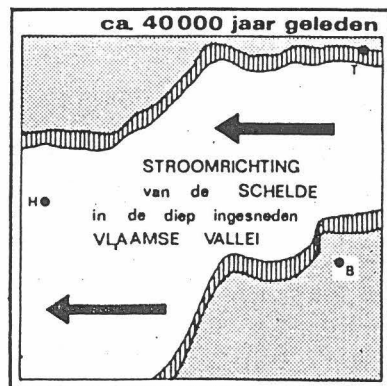 ca. 40 000 jaar geleden
T
STROOMRICHTING
van de SCHELDE
H
in de diep ingesneden
VLAAMSE VALLEI
B